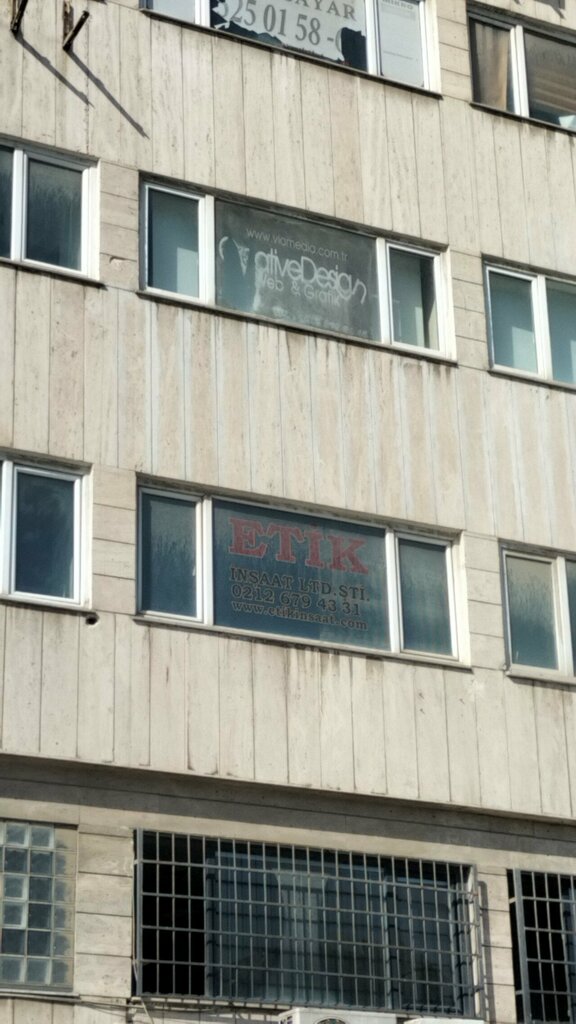 25 01 58 -
www.viamedia.com.tr
ativeDesign
Web & Grafik
ETİK
İNŞAAT LTD.ŞTİ.
0212 679 43 31
www.etikinsaat.com